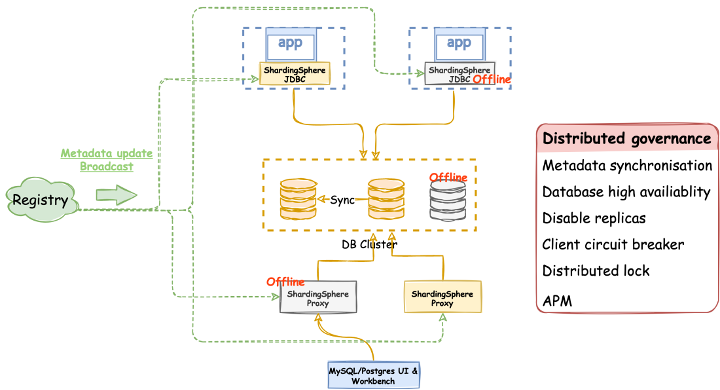 app
ShardingSphere
JDBC
app
ShardingSphere
JDBC
Offline
Metadata update
Broadcast
Registry
Offline
Sync
DB Cluster
Offline
ShardingSphere
Proxy
ShardingSphere
Proxy
MySQL/Postgres UI &
Workbench
Distributed governance
Metadata synchronisation
Database high availiablity
Disable replicas
Client circuit breaker
Distributed lock
APM